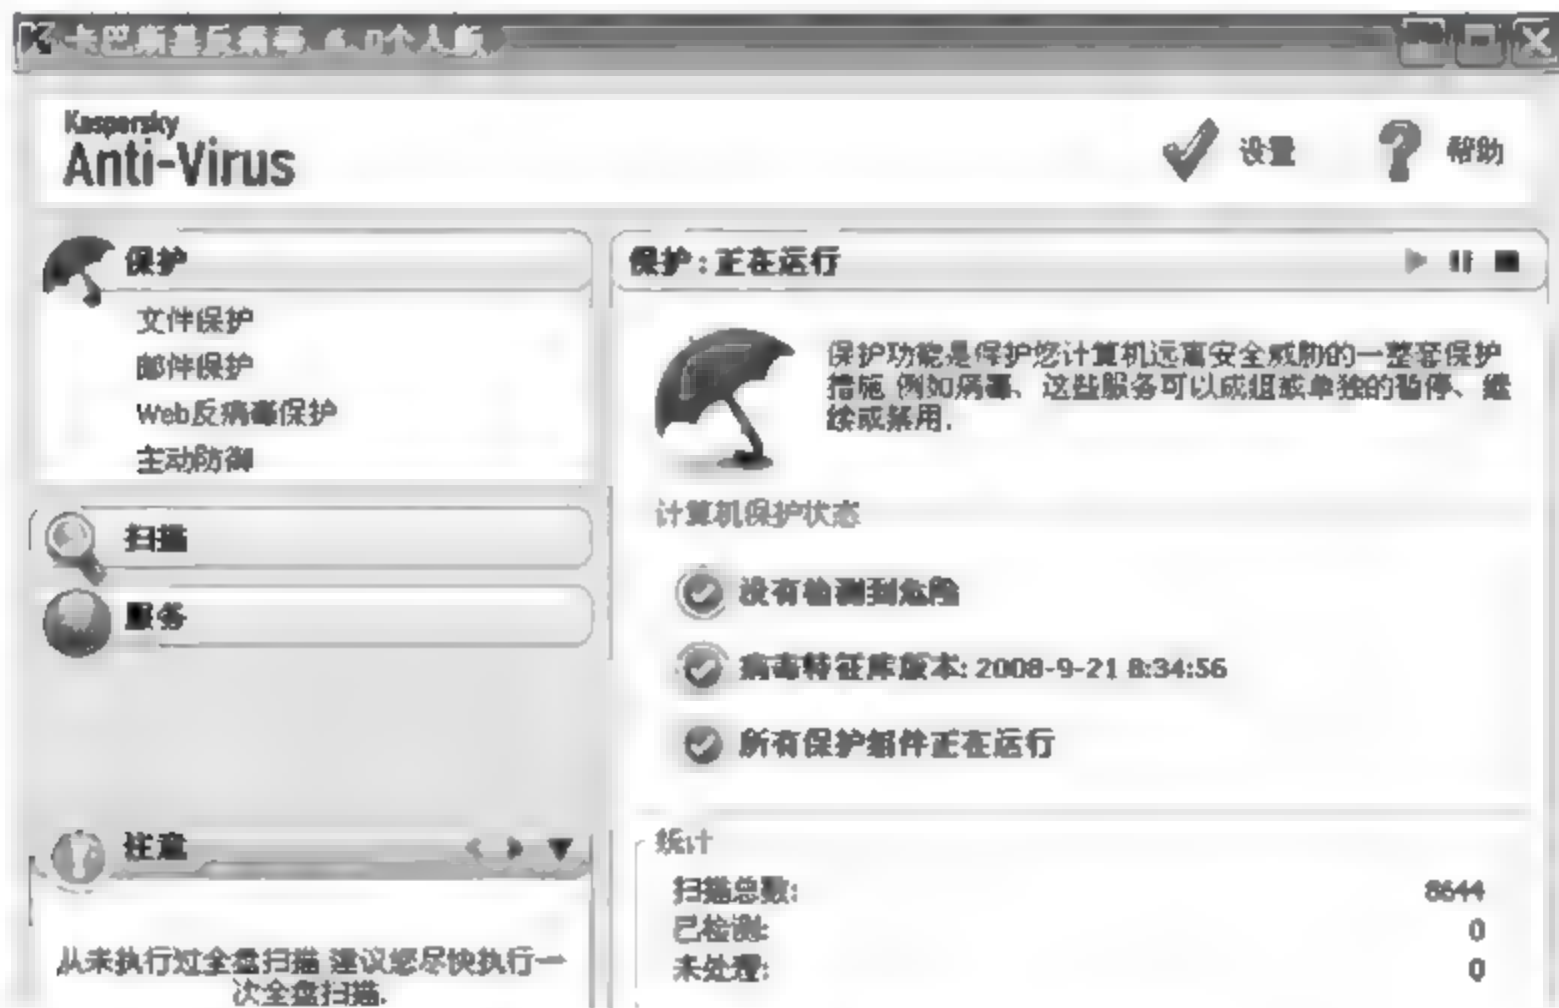 卡巴斯基反病毒 6.0个人版
Kaspersky
Anti-Virus
设置
帮助
保护
文件保护
邮件保护
Web反病毒保护
主动防御
扫描
服务
注意
从未执行过全盘扫描 建议您尽快执行一
次全盘扫描.
保护:正在运行
保护功能是保护您计算机远离安全威胁的一整套保护
措施 例如病毒、这些服务可以成组或单独的暂停、继
续或禁用.
计算机保护状态
没有检测到危险
病毒特征库版本: 2008-9-21 8:34:56
所有保护组件正在运行
统计
扫描总数: 8644
已检测: 0
未处理: 0